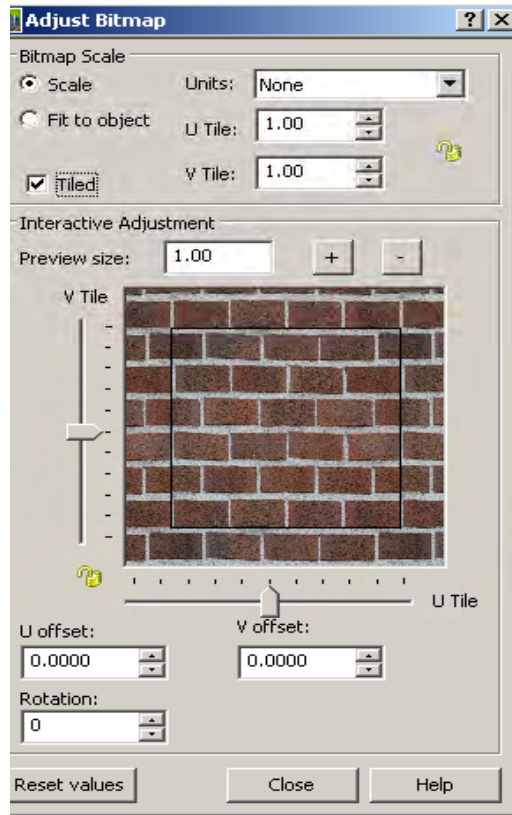 Adjust Bitmap
Bitmap Scale
Scale
Units: None
Fit to object
U Tile: 1.00
Tiled
V Tile: 1.00
Interactive Adjustment
Preview size: 1.00 + -
V Tile
U Tile
U offset: V offset:
0.0000 0.0000
Rotation:
0
Reset values Close Help